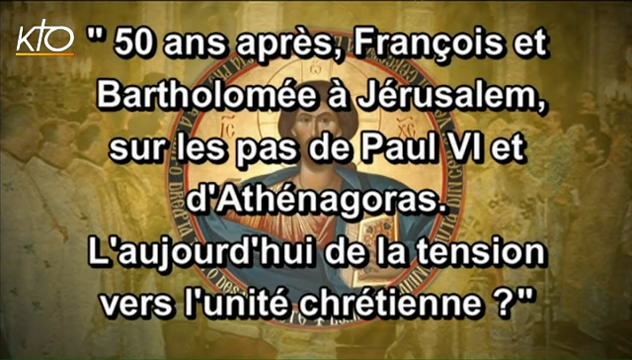 KTO
" 50 ans après, François et
Bartholomée à Jérusalem,
sur les pas de Paul VI et
d'Athénagoras.
L'aujourd'hui de la tension
vers l'unité chrétienne ?"